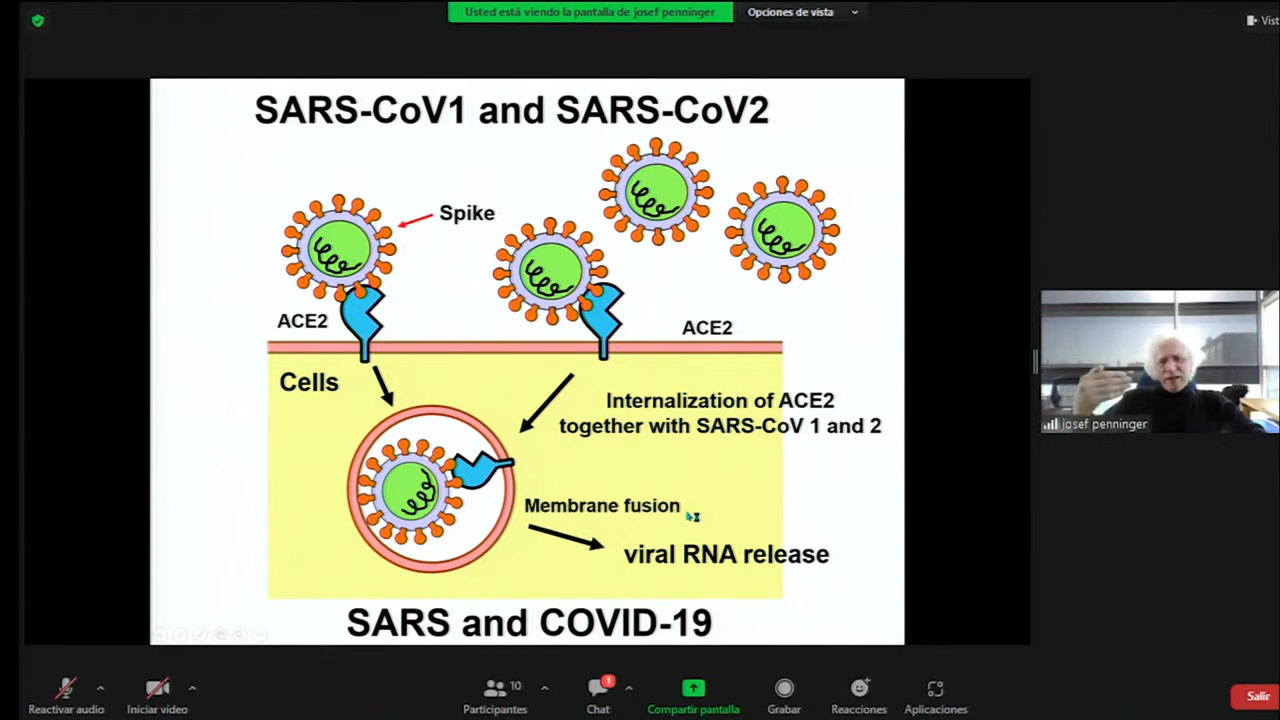 Usted está viendo la pantalla de josef penninger
Opciones de vista
Vist
SARS-CoV1 and SARS-CoV2
Spike
ACE2
ACE2
Cells
Internalization of ACE2
together with SARS-CoV 1 and 2
Membrane fusion
viral RNA release
SARS and COVID-19
josef penninger
Reactivar audio
Iniciar vídeo
10
Participantes
1
Chat
Compartir pantalla
Grabar
Reacciones
Aplicaciones
Salir